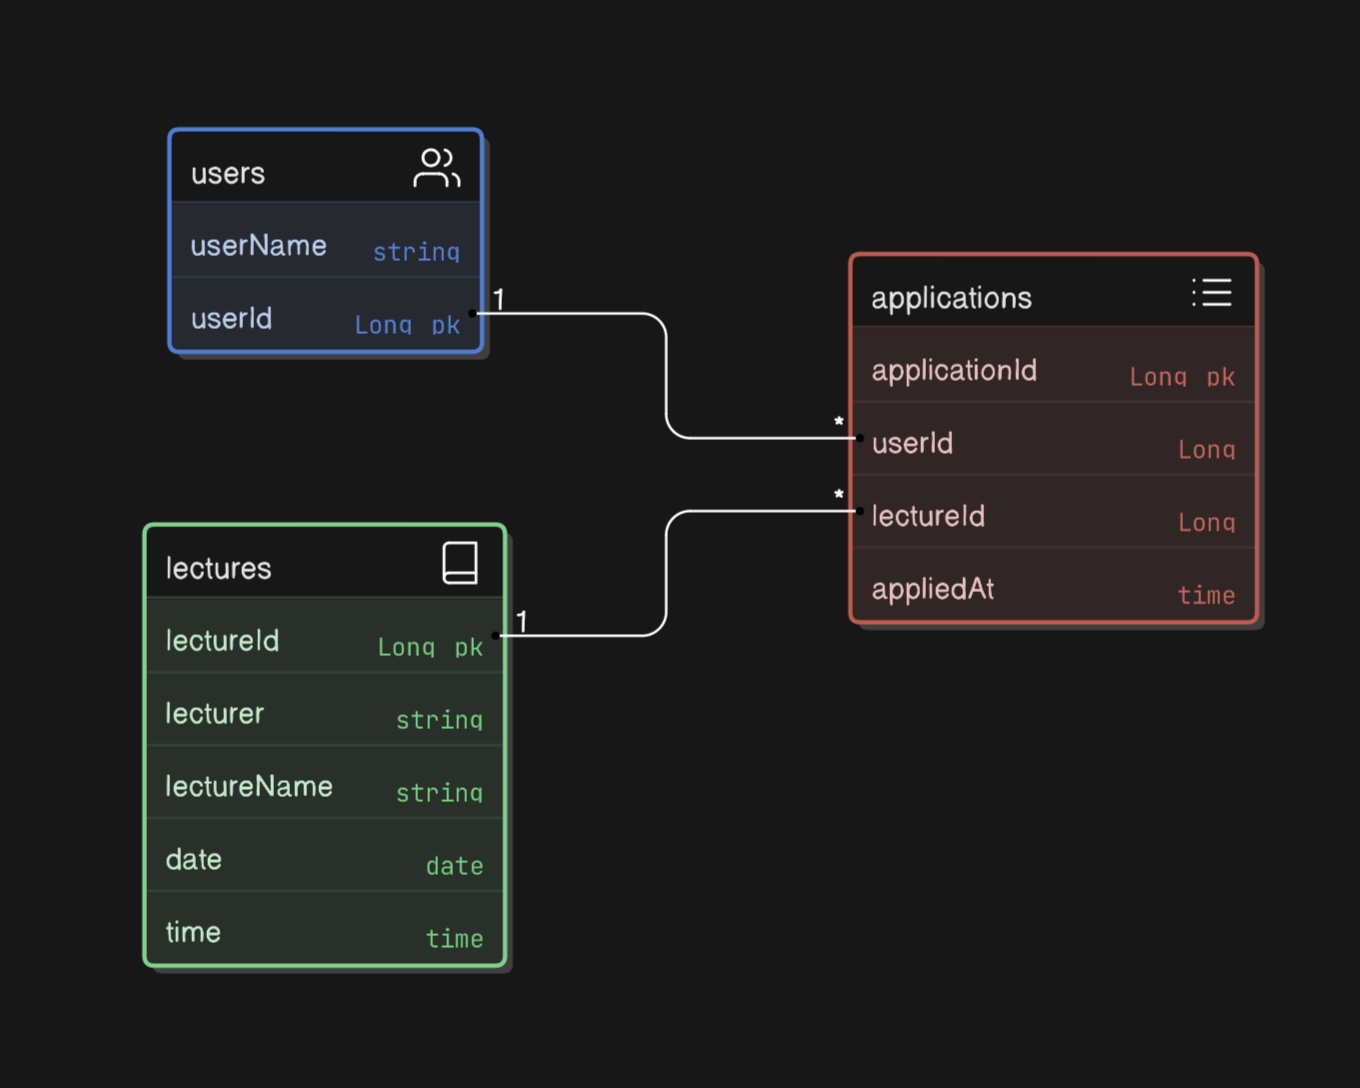 users
userName string
userId Long pk
1
applications
applicationId Long pk
*
userId Long
*
lectureId Long
appliedAt time
lectures
lectureId Long pk
1
lecturer string
lectureName string
date date
time time